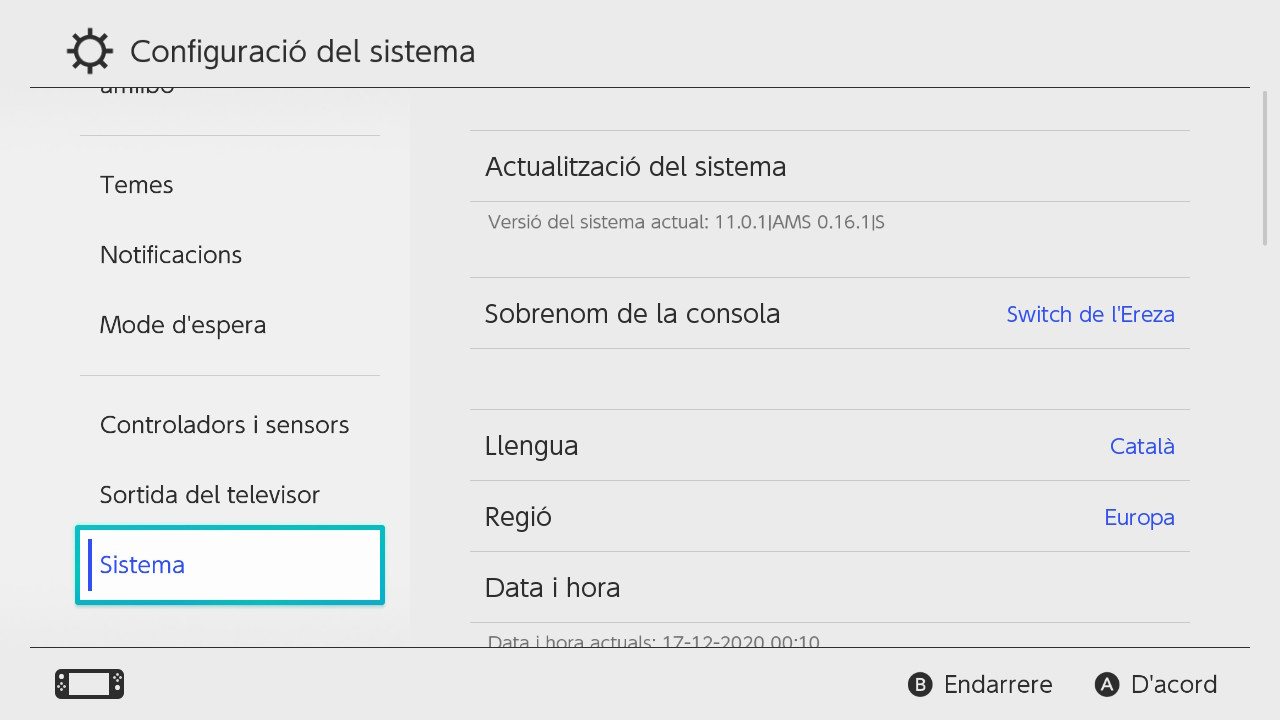 Configuració del sistema
amiibo
Temes
Notificacions
Mode d'espera
Controladors i sensors
Sortida del televisor
Sistema
Actualització del sistema
Versió del sistema actual: 11.0.1|AMS 0.16.1|S
Sobrenom de la consola Switch de l'Ereza
Llengua Català
Regió Europa
Data i hora
Data i hora actuals: 17-12-2020 00:10
B Endarrere A D'acord